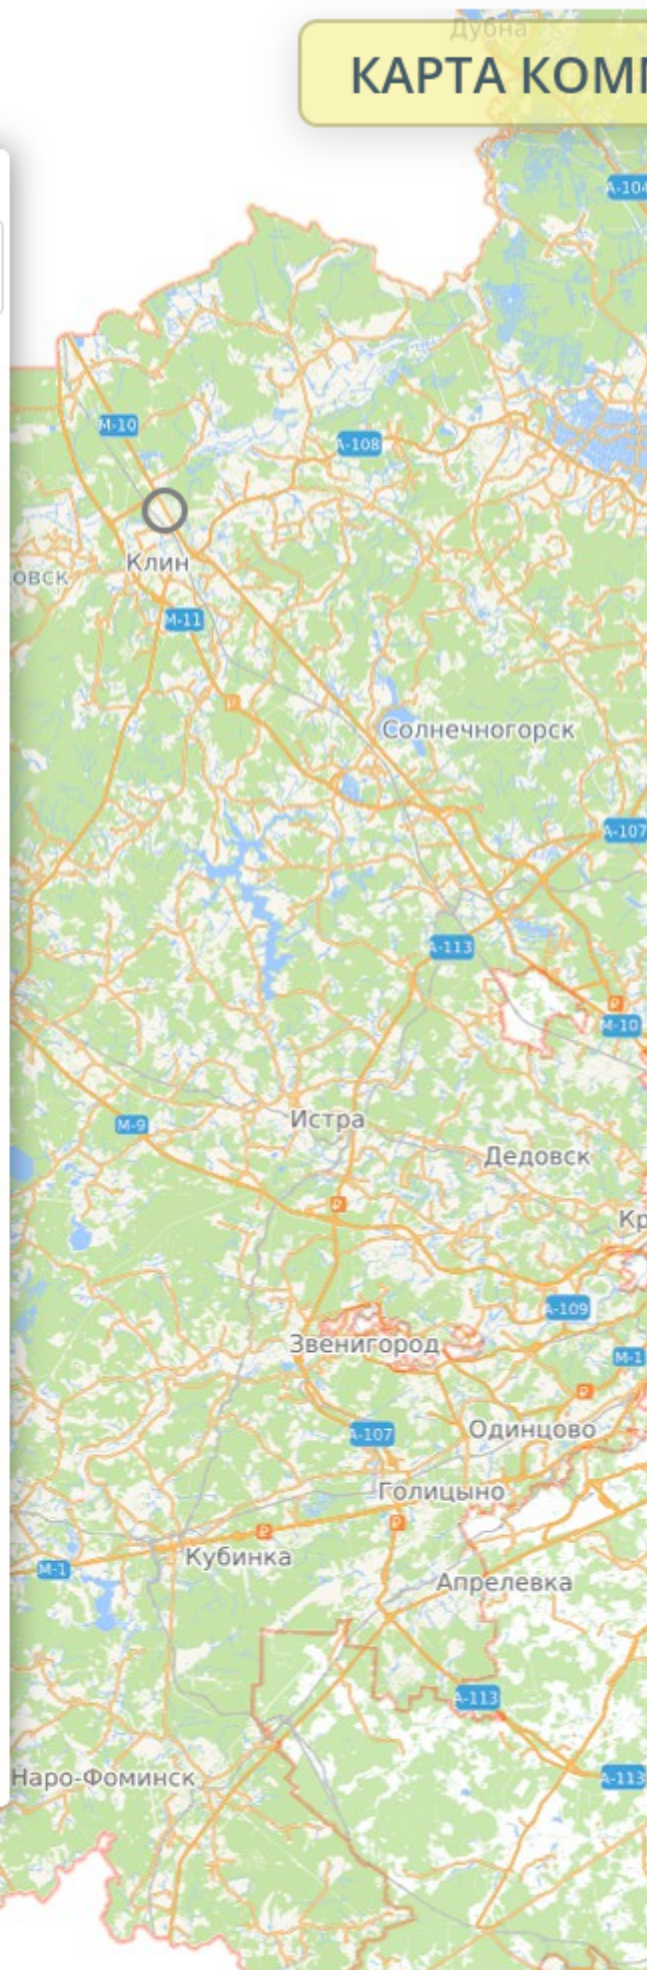 Дубна
КАРТА КОМП
А-104
М-10
А-108
Клин
овск
М-11
Солнечногорск
А-107
А-113
М-10
Истра
М-9
Дедовск
Кр
А-109
Звенигород
М-1
А-107
Одинцово
Голицыно
Кубинка
М-1
Апрелевка
А-113
Наро-Фоминск
А-113